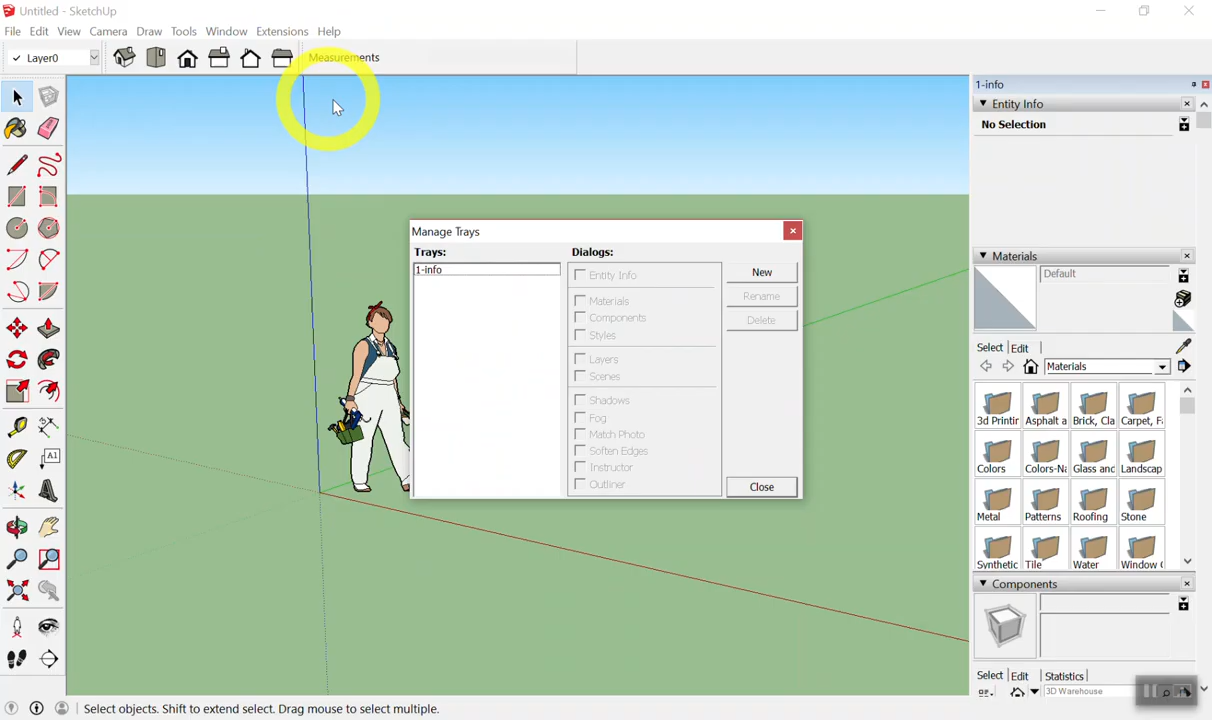 Untitled - SketchUp
File Edit View Camera Draw Tools Window Extensions Help
Layer0
Measurements
1-info
Entity Info
No Selection
Manage Trays
Trays:
Dialogs:
1-info
Entity Info
Materials
Components
Styles
Layers
Scenes
Shadows
Fog
Match Photo
Soften Edges
Instructor
Outliner
New
Rename
Delete
Close
Materials
Default
Select Edit
Materials
3d Printir Asphalt a Brick, Cla Carpet, Fa
Colors Colors-Na Glass and Landscap
Metal Patterns Roofing Stone
Synthetic Tile Water Window C
Components
Select Edit Statistics
3D Warehouse
A1
Select objects. Shift to extend select. Drag mouse to select multiple.